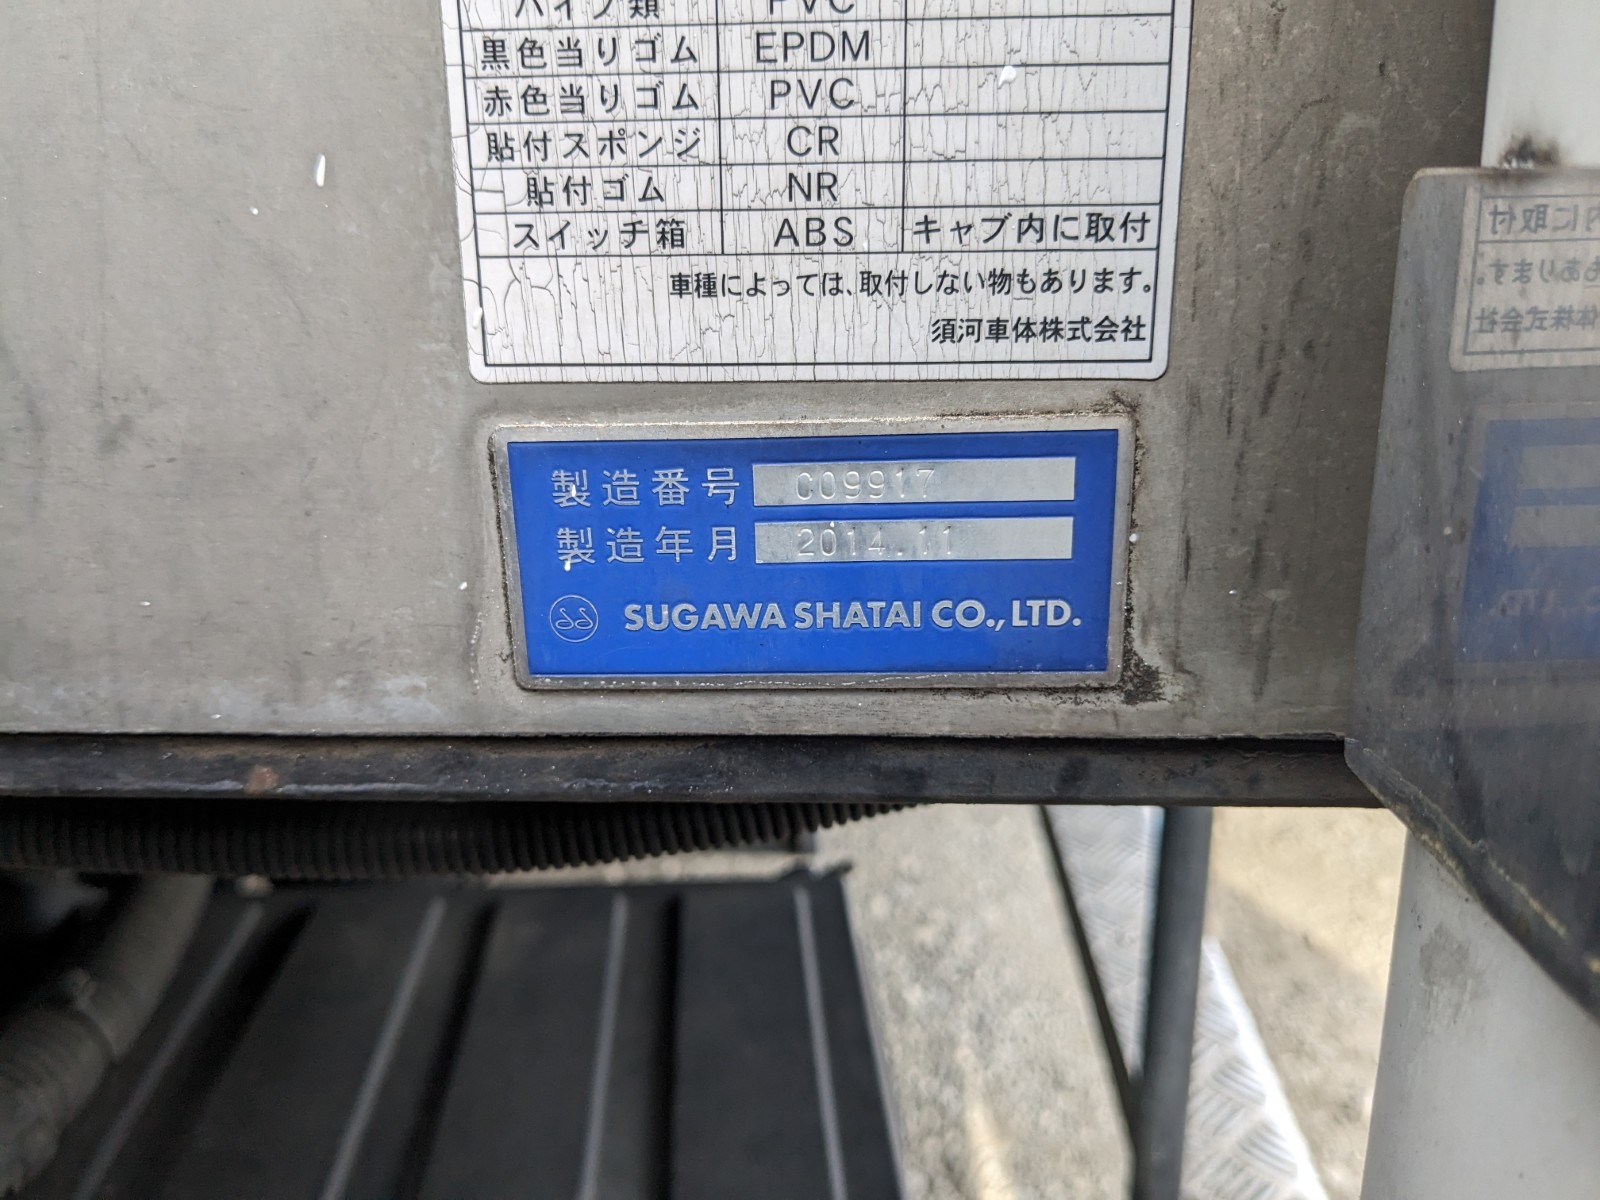 パイプ類 PVC
黒色当りゴム EPDM
赤色当りゴム PVC
貼付スポンジ CR
貼付ゴム NR
スイッチ箱 ABS キャブ内に取付
車種によっては、取付しない物もあります。
須河車体株式会社
製造番号 C09917
製造年月 2014.11
SUGAWA SHATAI CO., LTD.